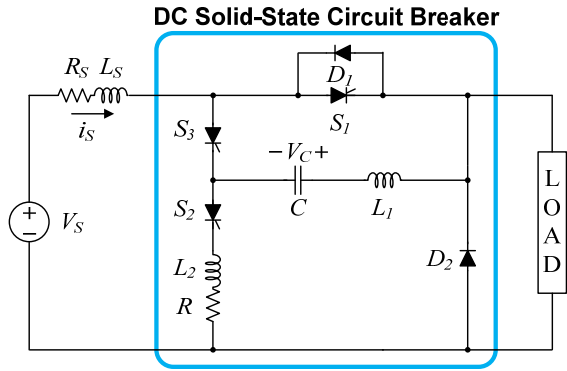 DC Solid-State Circuit Breaker
R_S L_S
i_S
D_1
S_1
S_3
−V_C+
C
L_1
S_2
V_S
+
−
L_2
R
D_2
L
O
A
D